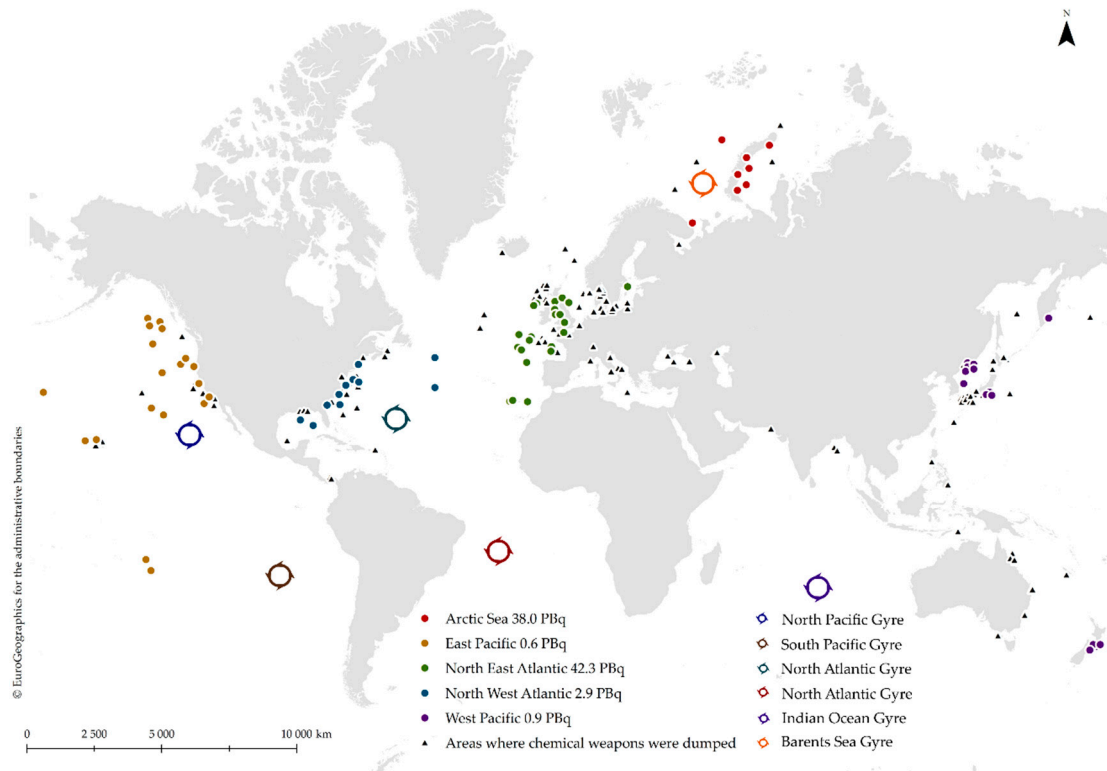 N
© EuroGeographics for the administrative boundaries
Arctic Sea 38.0 PBq
East Pacific 0.6 PBq
North East Atlantic 42.3 PBq
North West Atlantic 2.9 PBq
West Pacific 0.9 PBq
Areas where chemical weapons were dumped
North Pacific Gyre
South Pacific Gyre
North Atlantic Gyre
North Atlantic Gyre
Indian Ocean Gyre
Barents Sea Gyre
0 2 500 5 000 10 000 km